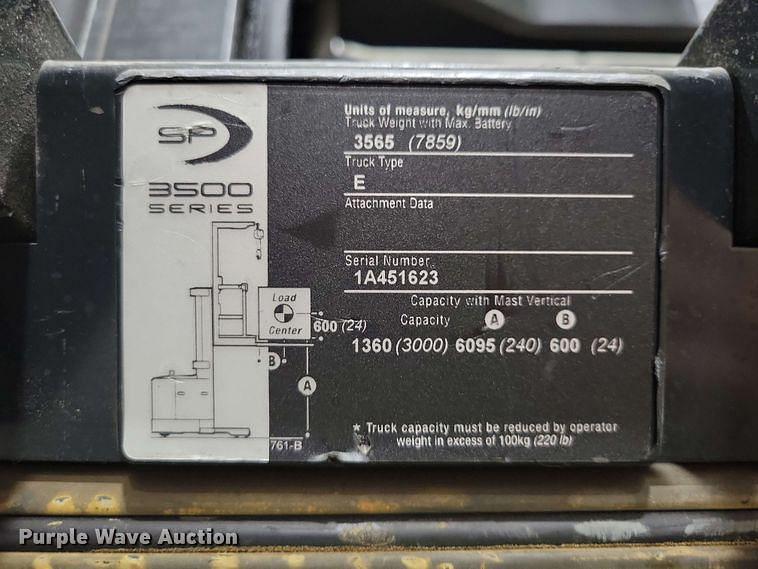 SP
3500
SERIES
Load
Center
600 (24)
B
A
761-B
Units of measure, kg/mm (lb/in)
Truck Weight with Max. Battery
3565 (7859)
Truck Type
E
Attachment Data
Serial Number
1A451623
Capacity with Mast Vertical
Capacity A B
1360 (3000) 6095 (240) 600 (24)
* Truck capacity must be reduced by operator
weight in excess of 100kg (220 lb)
Purple Wave Auction